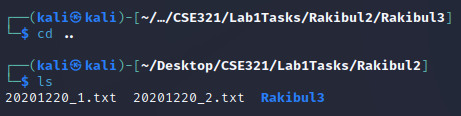 ┌──(kali㉿kali)-[~/…/CSE321/Lab1Tasks/Rakibul2/Rakibul3]
└─$ cd ..
┌──(kali㉿kali)-[~/Desktop/CSE321/Lab1Tasks/Rakibul2]
└─$ ls
20201220_1.txt  20201220_2.txt  Rakibul3